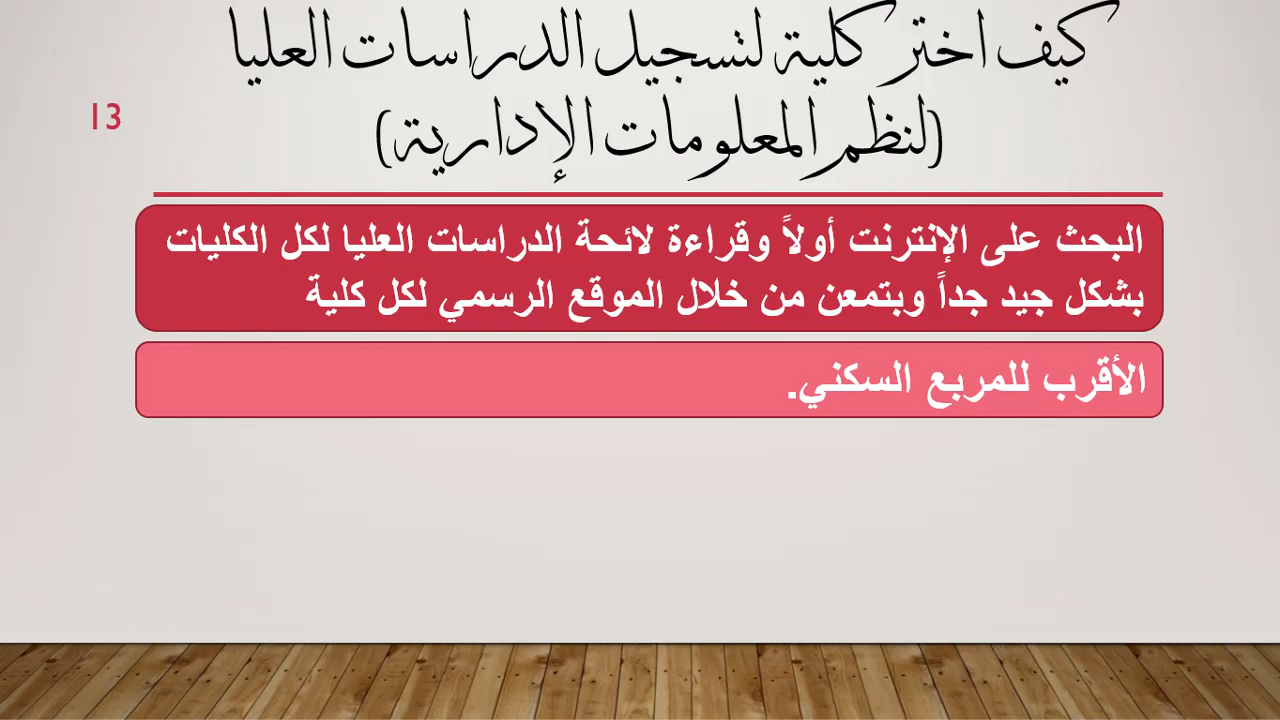 كيف اختر كلية لتسجيل الدراسات العليا
(لنظم المعلومات الإدارية)
13
البحث على الإنترنت أولاً وقراءة لائحة الدراسات العليا لكل الكليات
بشكل جيد جداً وبتمعن من خلال الموقع الرسمي لكل كلية
الأقرب للمربع السكني.